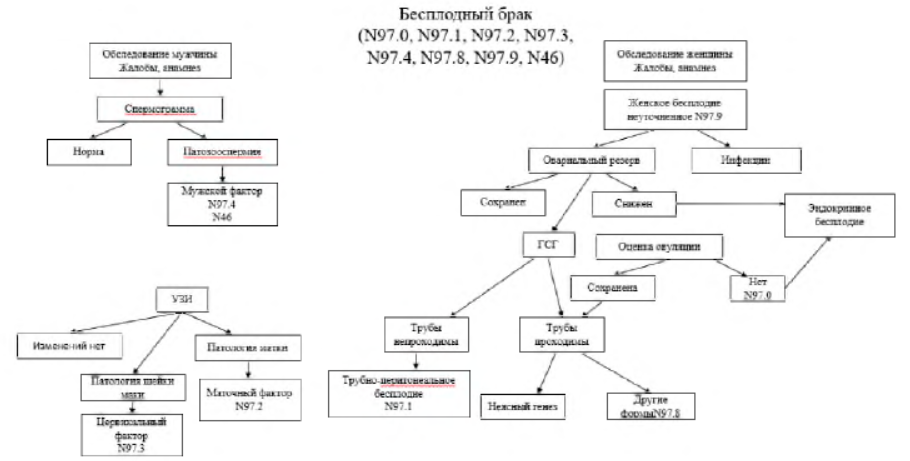 Бесплодный брак
(N97.0, N97.1, N97.2, N97.3,
N97.4, N97.8, N97.9, N46)
Обследование мужчины
Жалобы, анамнез
Спермограмма
Норма
Патозооспермия
Мужской фактор
N97.4
N46
Обследование женщины
Жалобы, анамнез
Женское бесплодие
неуточненное N97.9
Овариальный резерв
Инфекции
Сохранен
Снижен
Эндокринное
бесплодие
ГСГ
Оценка овуляции
Сохранена
Нет
N97.0
Трубы
непроходимы
Трубы
проходимы
Трубно-перитонеальное
бесплодие
N97.1
Неясный генез
Другие
формыN97.8
УЗИ
Изменений нет
Патология матки
Патология шейки
маки
Маточный фактор
N97.2
Цервикальный
фактор
N97.3